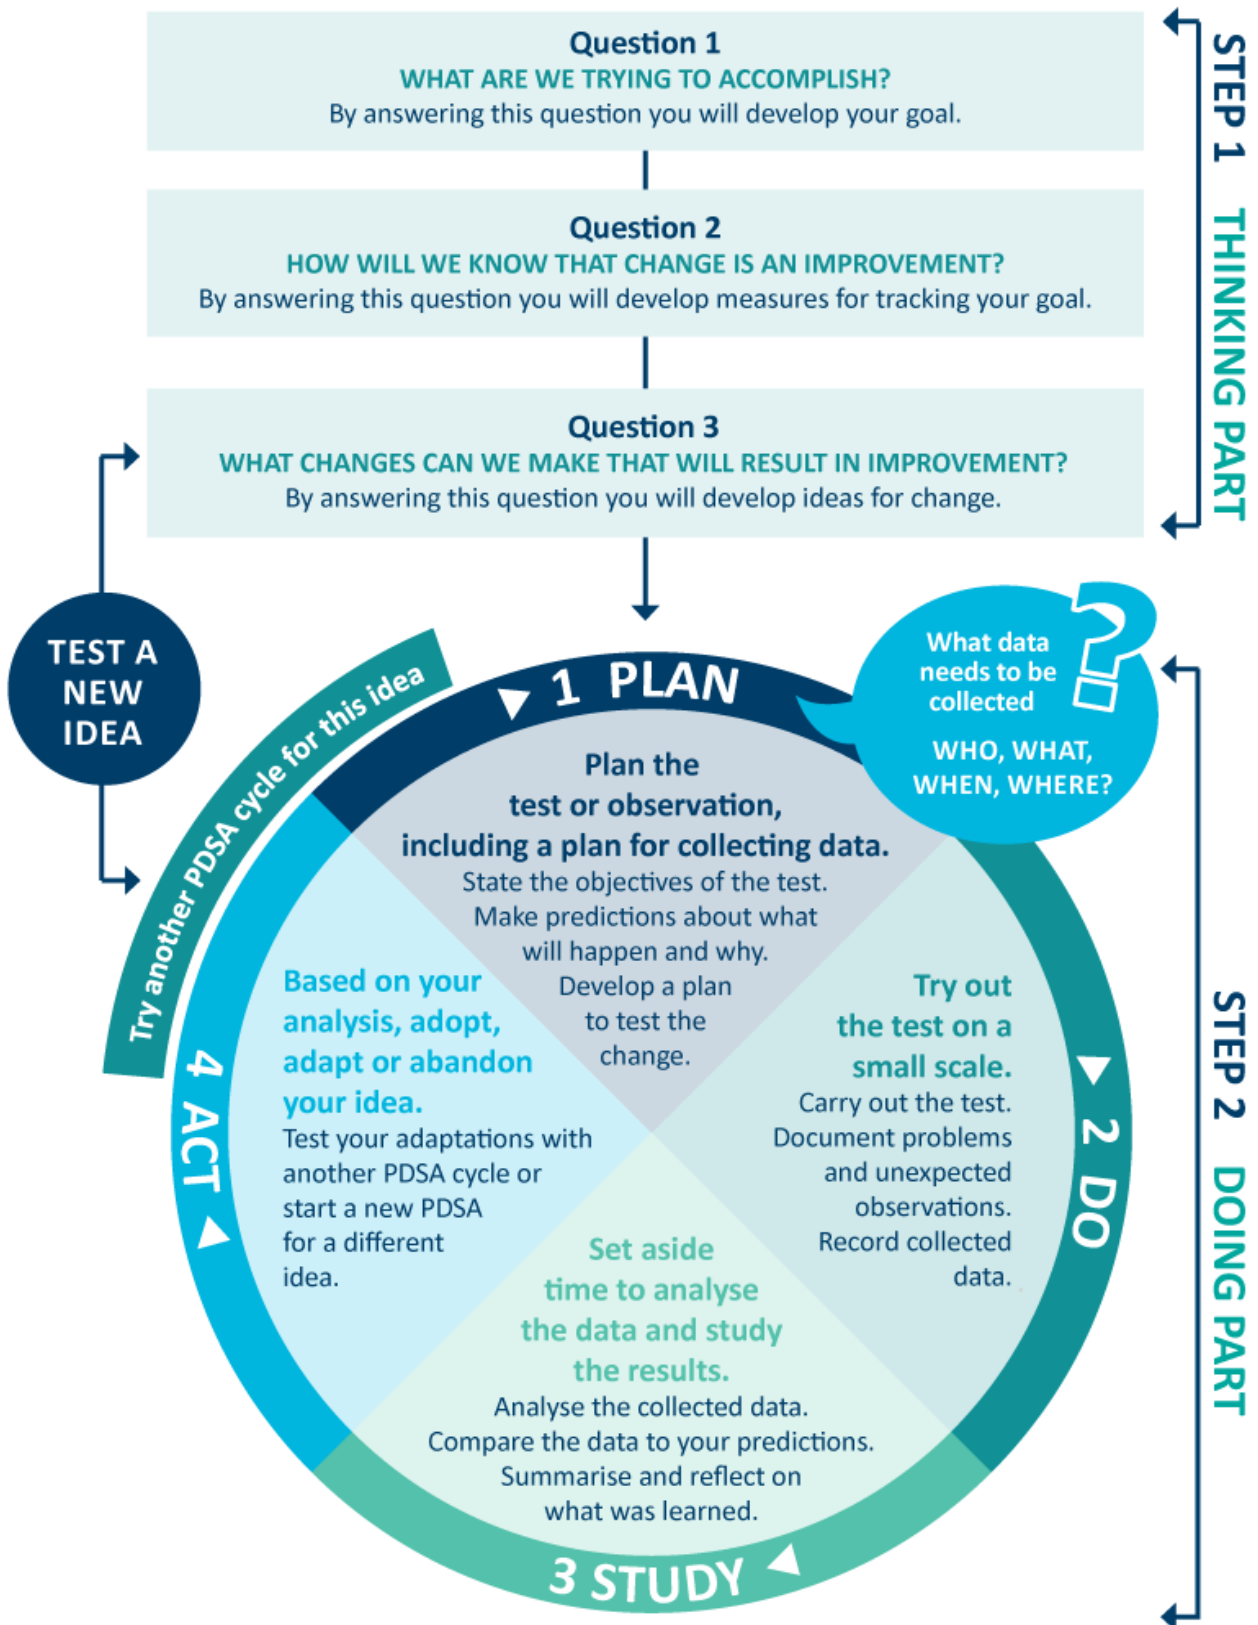 Question 1
WHAT ARE WE TRYING TO ACCOMPLISH?
By answering this question you will develop your goal.
Question 2
HOW WILL WE KNOW THAT CHANGE IS AN IMPROVEMENT?
By answering this question you will develop measures for tracking your goal.
Question 3
WHAT CHANGES CAN WE MAKE THAT WILL RESULT IN IMPROVEMENT?
By answering this question you will develop ideas for change.
STEP 1 THINKING PART
TEST A
NEW
IDEA
Try another PDSA cycle for this idea
1 PLAN
What data
needs to be
collected
?
WHO, WHAT,
WHEN, WHERE?
Plan the
test or observation,
including a plan for collecting data.
State the objectives of the test.
Make predictions about what
will happen and why.
Develop a plan
to test the
change.
2 DO
Try out
the test on a
small scale.
Carry out the test.
Document problems
and unexpected
observations.
Record collected
data.
3 STUDY
Set aside
time to analyse
the data and study
the results.
Analyse the collected data.
Compare the data to your predictions.
Summarise and reflect on
what was learned.
4 ACT
Based on your
analysis, adopt,
adapt or abandon
your idea.
Test your adaptations with
another PDSA cycle or
start a new PDSA
for a different
idea.
STEP 2 DOING PART